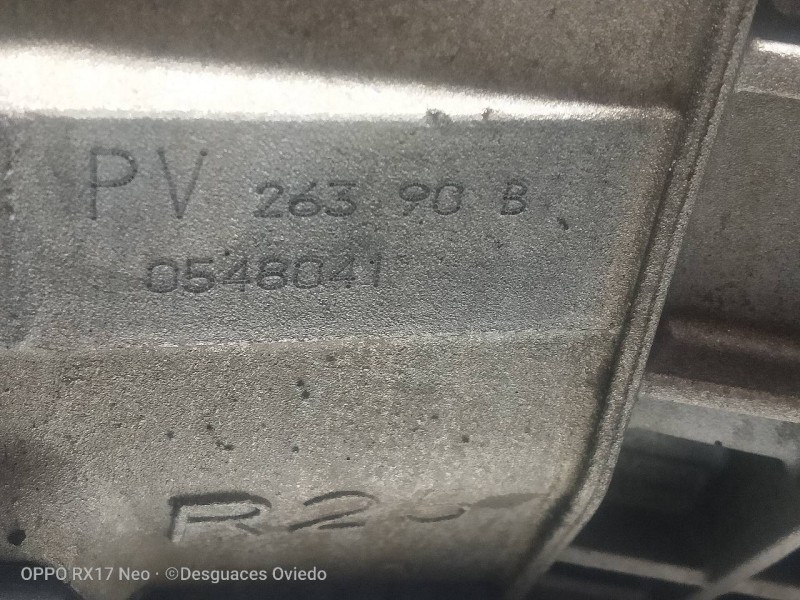 PV 263 90 B
0548041
OPPO RX17 Neo · ©Desguaces Oviedo